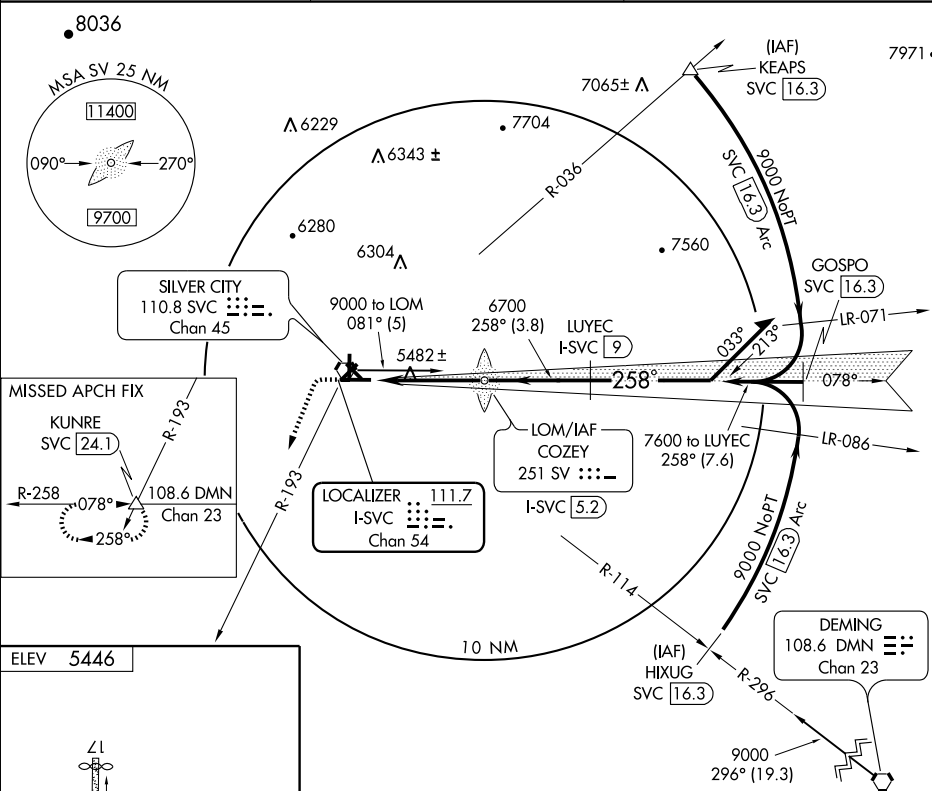 8036
MSA SV 25 NM
11400
090°
270°
9700
6229
6343 ±
7704
7065±
(IAF)
KEAPS
SVC 16.3
7971
R-036
9000 NoPT
SVC 16.3 Arc
6280
6304
7560
SILVER CITY
110.8 SVC
Chan 45
9000 to LOM
081° (5)
6700
258° (3.8)
LUYEC
I-SVC 9
GOSPO
SVC 16.3
LR-071
033°
213°
5482 ±
258°
078°
MISSED APCH FIX
KUNRE
SVC 24.1
R-193
R-258
078°
108.6 DMN
Chan 23
258°
R-193
LOCALIZER 111.7
I-SVC
Chan 54
LOM/IAF
COZEY
251 SV
I-SVC 5.2
7600 to LUYEC
258° (7.6)
LR-086
9000 NoPT
SVC 16.3 Arc
R-114
10 NM
(IAF)
HIXUG
SVC 16.3
R-296
DEMING
108.6 DMN
Chan 23
9000
296° (19.3)
ELEV 5446
17